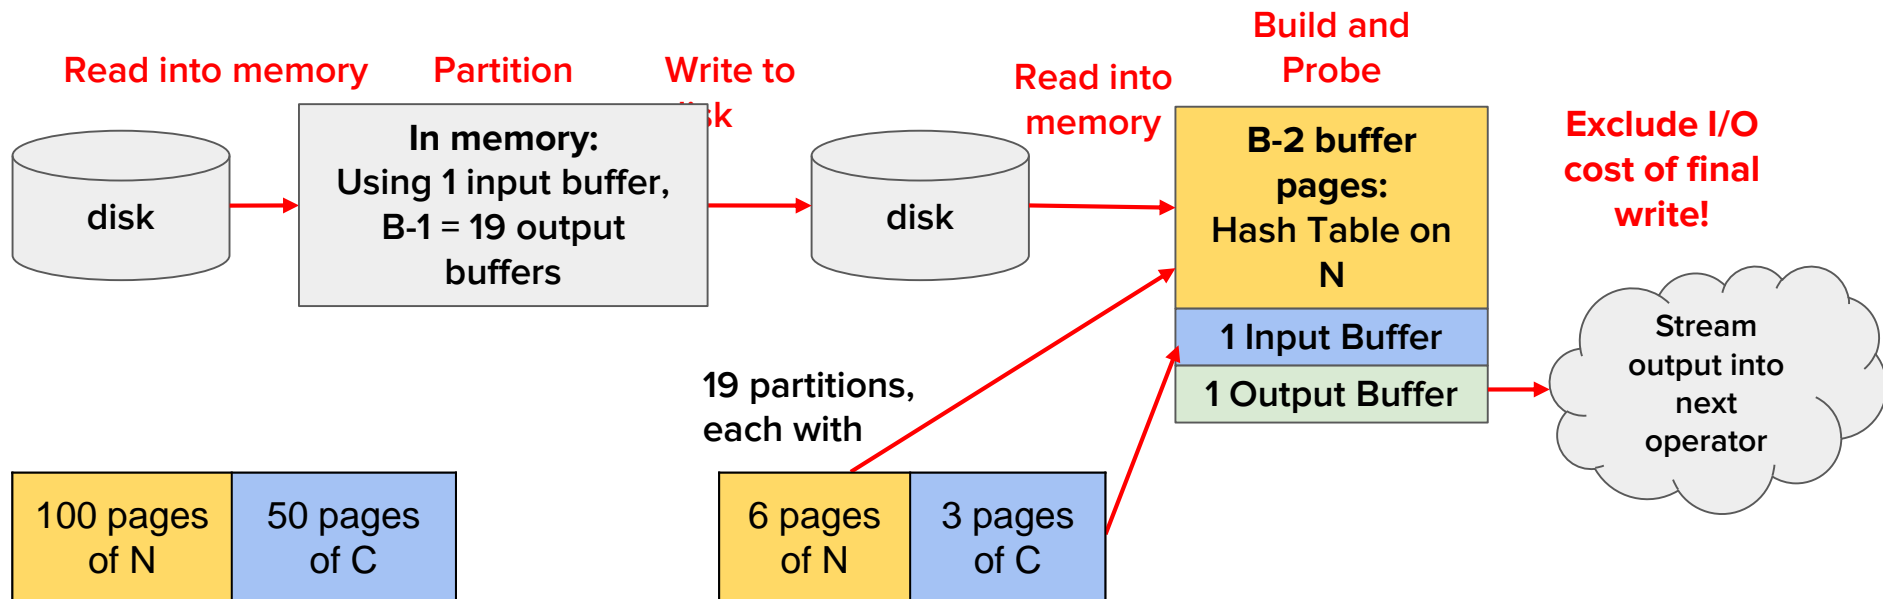 Read into memory
Partition
Write to
disk
Read into
memory
Build and
Probe
disk
In memory:
Using 1 input buffer,
B-1 = 19 output
buffers
disk
B-2 buffer
pages:
Hash Table on
N
1 Input Buffer
1 Output Buffer
Exclude I/O
cost of final
write!
Stream
output into
next
operator
19 partitions,
each with
100 pages
of N
50 pages
of C
6 pages
of N
3 pages
of C